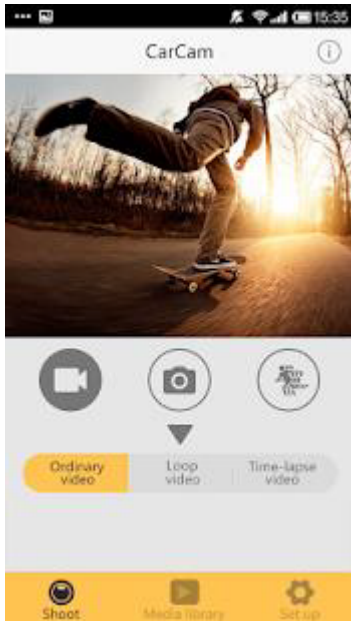 15:35
CarCam
Ordinary
video
Loop
video
Time-lapse
video
Shoot
Media library
Set up